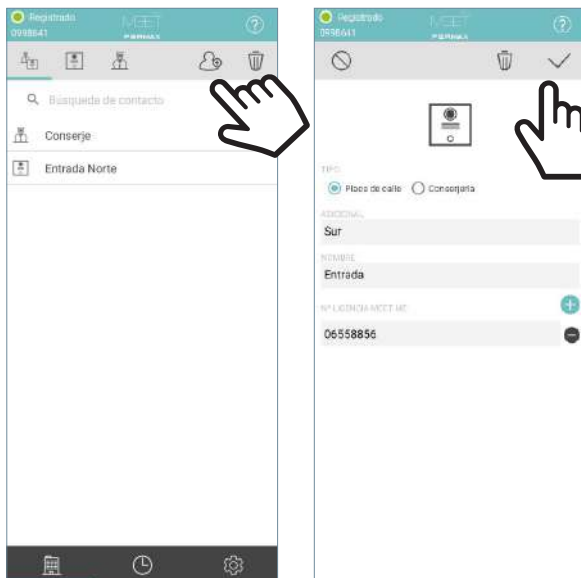 Registrado
0998641
MEET
FERMAX
Búsqueda de contacto
Conserje
Entrada Norte
Registrado
0998641
MEET
FERMAX
TIPO
Placa de calle
Conserjería
ADICIONAL
Sur
NOMBRE
Entrada
Nº LICENCIA MEET ME
06558856